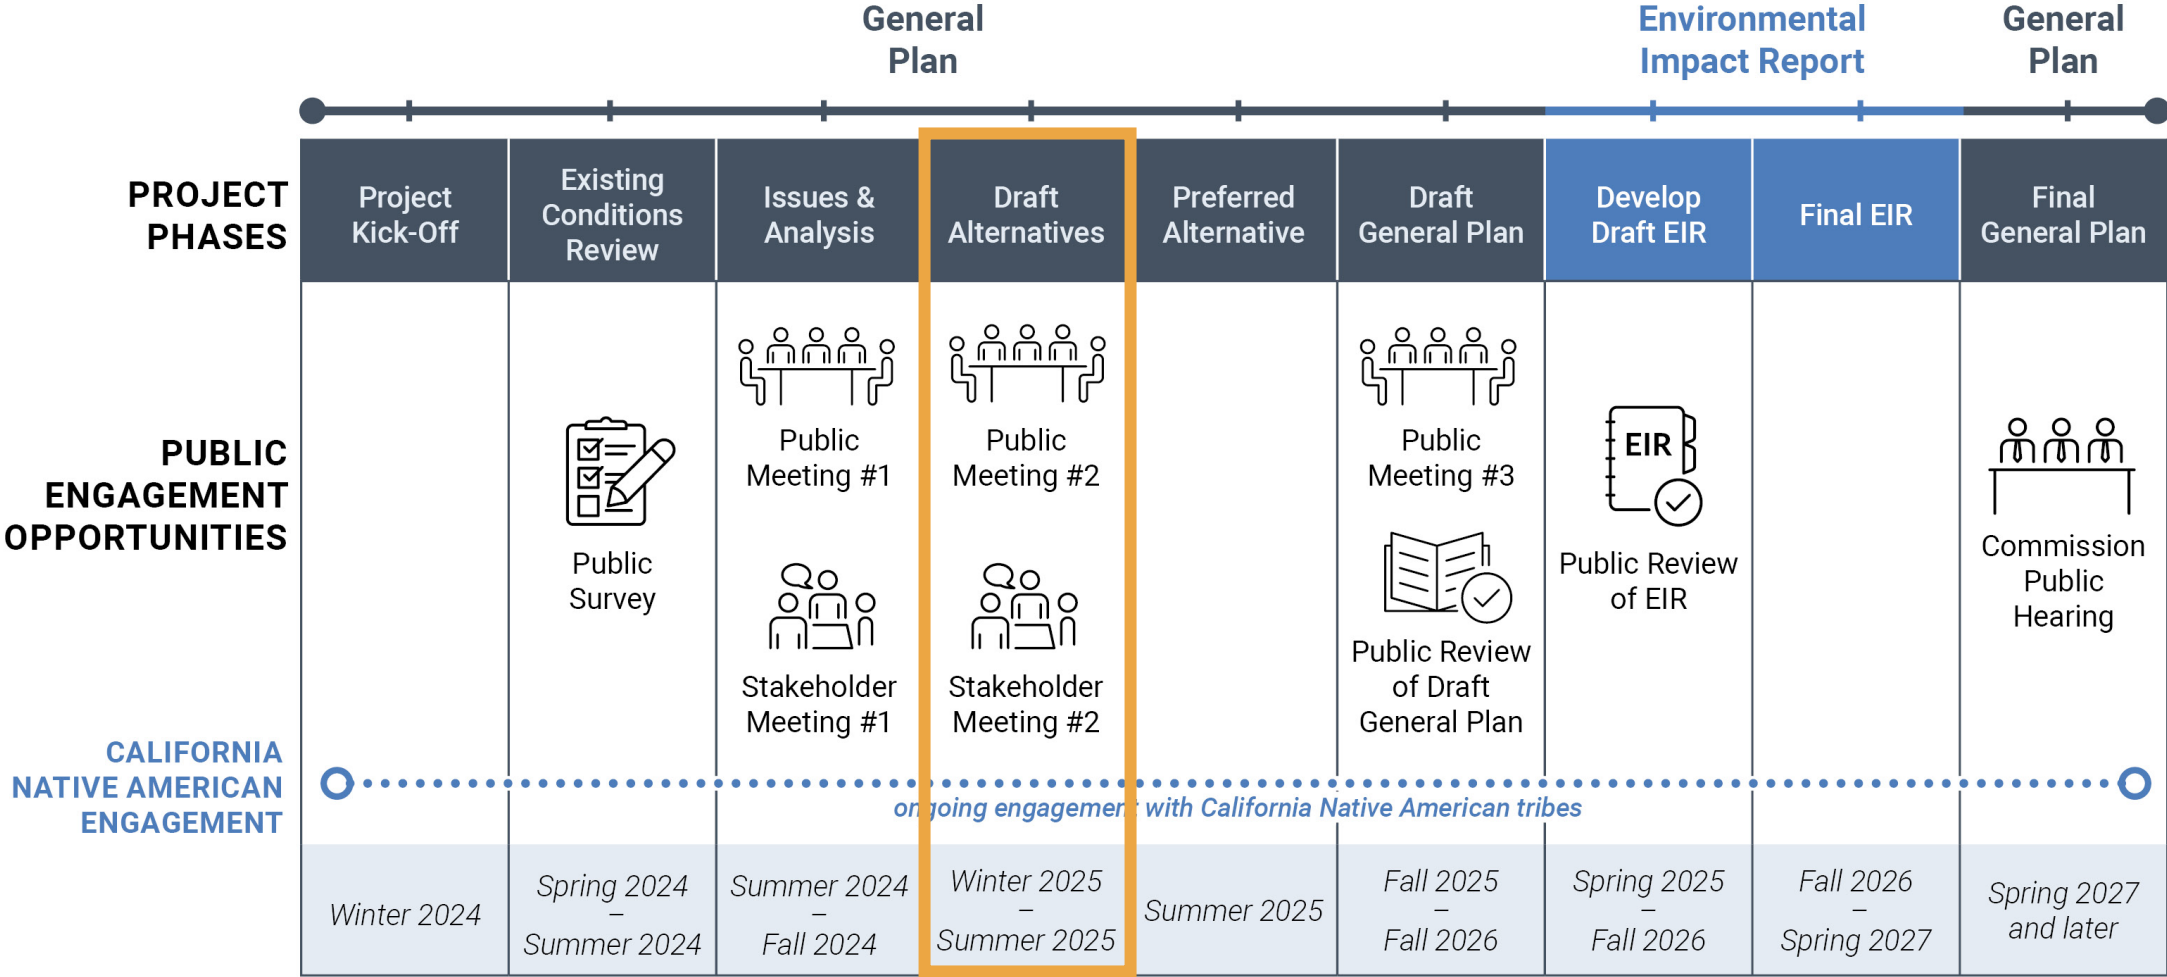 General
Plan
Environmental
Impact Report
General
Plan
PROJECT
PHASES
Project
Kick-Off
Existing
Conditions
Review
Issues &
Analysis
Draft
Alternatives
Preferred
Alternative
Draft
General Plan
Develop
Draft EIR
Final EIR
Final
General Plan
PUBLIC
ENGAGEMENT
OPPORTUNITIES
Public
Survey
Public
Meeting #1
Stakeholder
Meeting #1
Public
Meeting #2
Stakeholder
Meeting #2
Public
Meeting #3
Public Review
of Draft
General Plan
EIR
Public Review
of EIR
Commission
Public
Hearing
CALIFORNIA
NATIVE AMERICAN
ENGAGEMENT
ongoing engagement with California Native American tribes
Winter 2024
Spring 2024
–
Summer 2024
Summer 2024
–
Fall 2024
Winter 2025
–
Summer 2025
Summer 2025
Fall 2025
–
Fall 2026
Spring 2025
–
Fall 2026
Fall 2026
–
Spring 2027
Spring 2027
and later